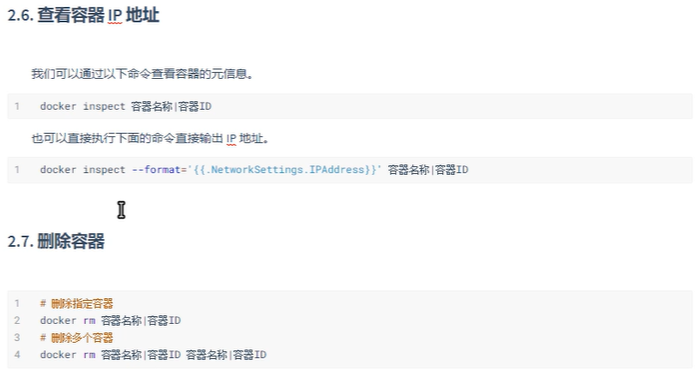 2.6. 查看容器 IP 地址
我们可以通过以下命令查看容器的元信息。
1 docker inspect 容器名称|容器ID
也可以直接执行下面的命令直接输出 IP 地址。
1 docker inspect --format='{{.NetworkSettings.IPAddress}}' 容器名称|容器ID
2.7. 删除容器
1 # 删除指定容器
2 docker rm 容器名称|容器ID
3 # 删除多个容器
4 docker rm 容器名称|容器ID 容器名称|容器ID